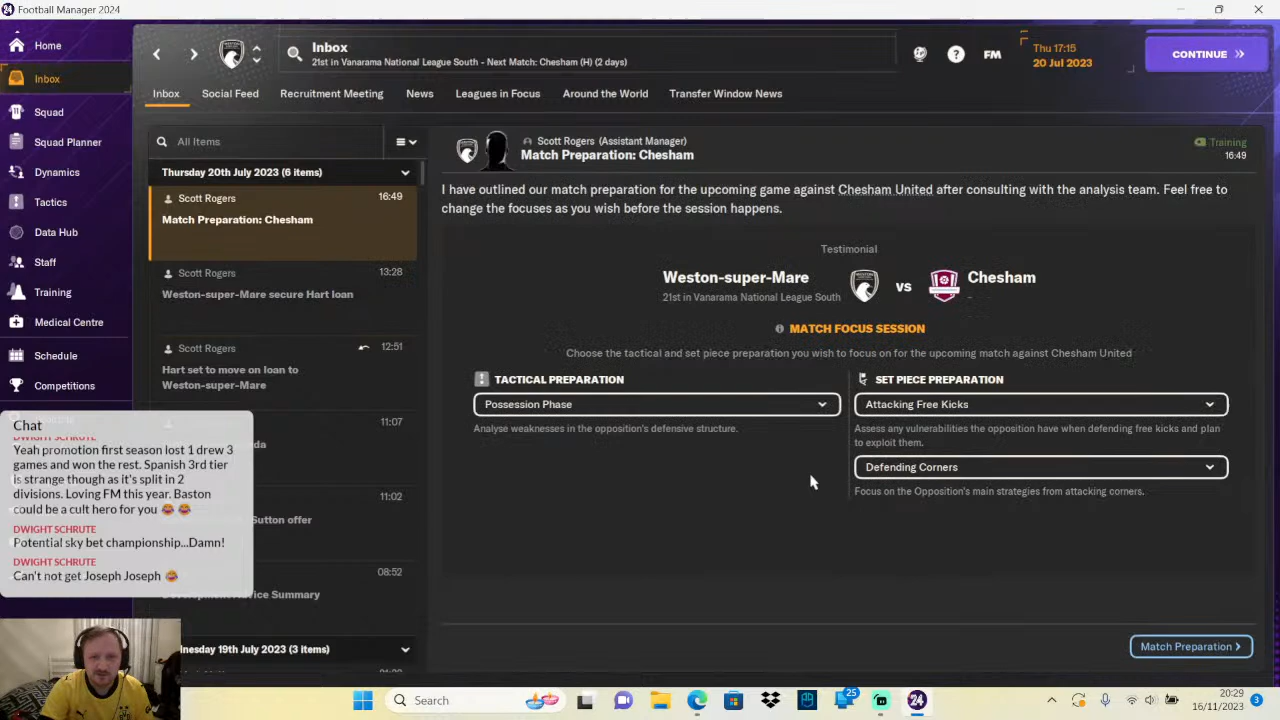 Football Manager 2024
Home
Inbox
Squad
Squad Planner
Dynamics
Tactics
Data Hub
Staff
Training
Medical Centre
Schedule
Competitions
Inbox
21st in Vanarama National League South - Next Match: Chesham (H) (2 days)
FM
Thu 17:15
20 Jul 2023
CONTINUE
Inbox
Social Feed
Recruitment Meeting
News
Leagues in Focus
Around the World
Transfer Window News
All Items
Thursday 20th July 2023 (6 items)
Scott Rogers
16:49
Match Preparation: Chesham
Scott Rogers
13:28
Weston-super-Mare secure Hart loan
Scott Rogers
12:51
Hart set to move on loan to
Weston-super-Mare
11:07
11:02
Sutton offer
08:52
Summary
nesday 19th July 2023 (3 items)
Scott Rogers (Assistant Manager)
Match Preparation: Chesham
Training
16:49
I have outlined our match preparation for the upcoming game against Chesham United after consulting with the analysis team. Feel free to
change the focuses as you wish before the session happens.
Testimonial
Weston-super-Mare
21st in Vanarama National League South
VS
Chesham
MATCH FOCUS SESSION
Choose the tactical and set piece preparation you wish to focus on for the upcoming match against Chesham United
TACTICAL PREPARATION
Possession Phase
Analyse weaknesses in the opposition's defensive structure.
SET PIECE PREPARATION
Attacking Free Kicks
Assess any vulnerabilities the opposition have when defending free kicks and plan
to exploit them.
Defending Corners
Focus on the Opposition's main strategies from attacking corners.
Match Preparation
Chat
DWIGHT SCHRUTE
Yeah promotion first season lost 1 drew 3
games and won the rest. Spanish 3rd tier
is strange though as it's split in 2
divisions. Loving FM this year. Baston
could be a cult hero for you
DWIGHT SCHRUTE
Potential sky bet championship...Damn!
DWIGHT SCHRUTE
Can't not get Joseph Joseph
Search
25
24
20:29
16/11/2023
3